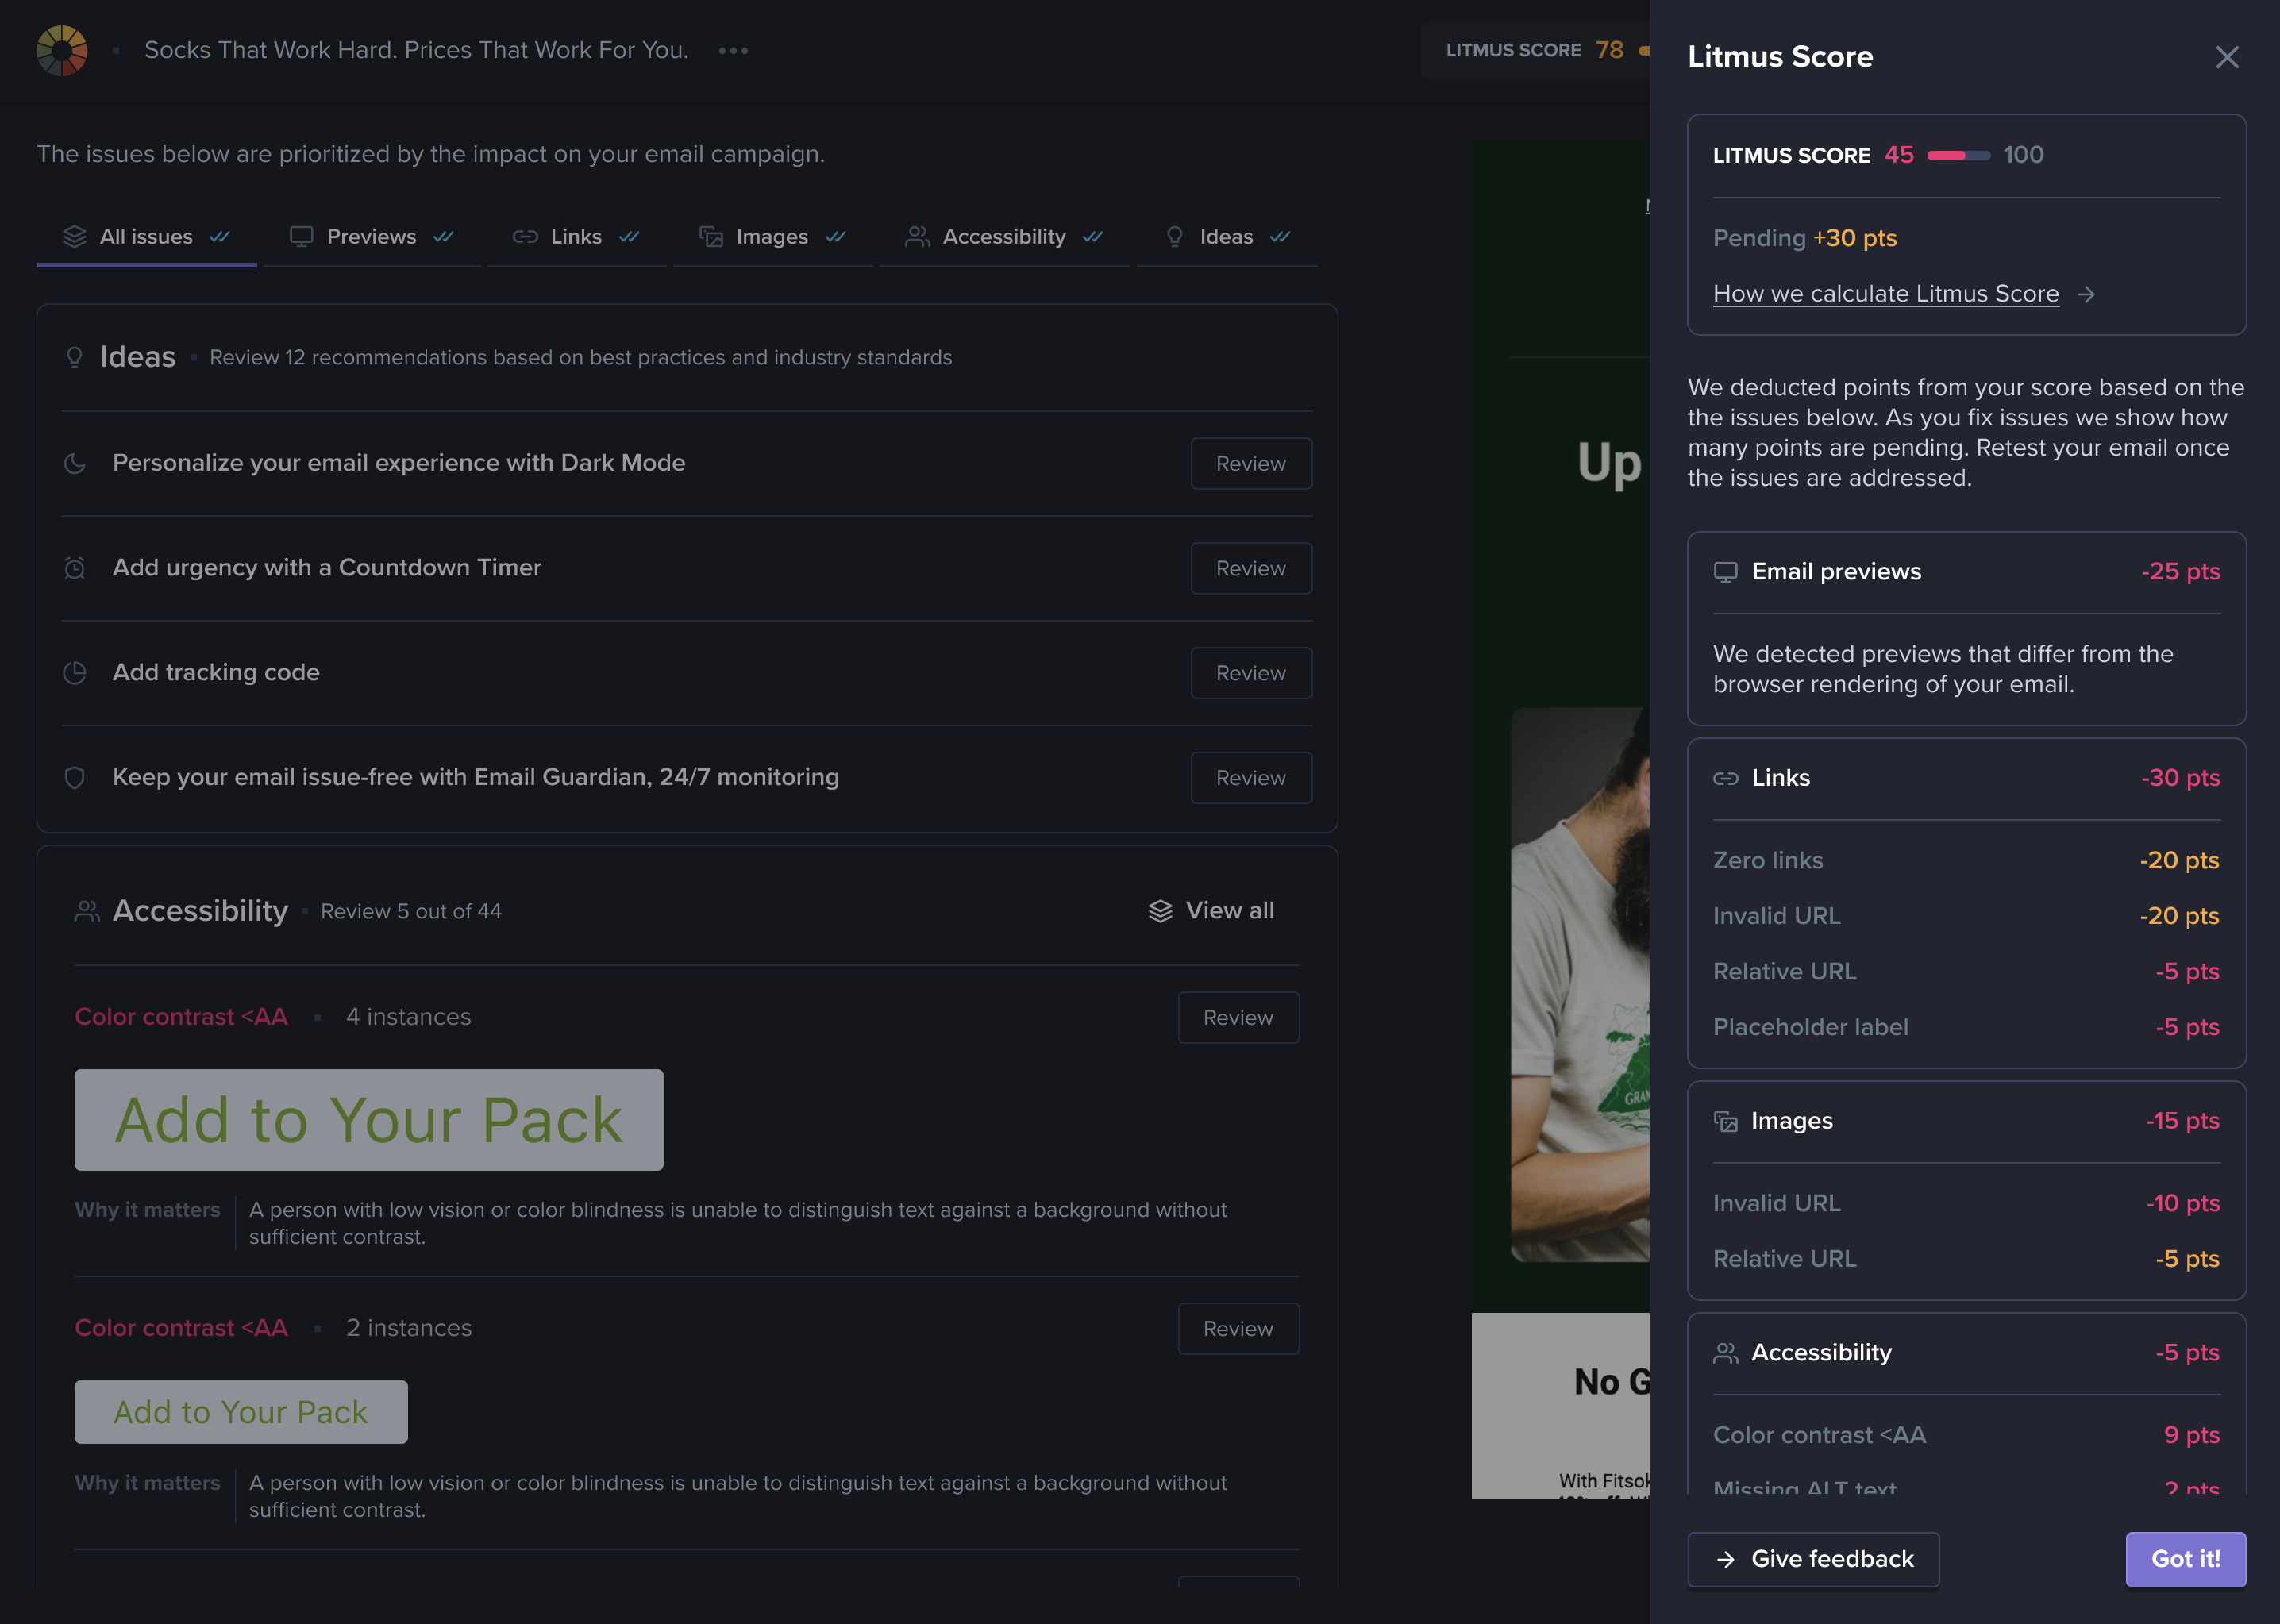 Socks That Work Hard. Prices That Work For You.
LITMUS SCORE 78
The issues below are prioritized by the impact on your email campaign.
All issues
Previews
Links
Images
Accessibility
Ideas
Ideas
Review 12 recommendations based on best practices and industry standards
Personalize your email experience with Dark Mode
Review
Add urgency with a Countdown Timer
Review
Add tracking code
Review
Keep your email issue-free with Email Guardian, 24/7 monitoring
Review
Accessibility
Review 5 out of 44
View all
Color contrast <AA
4 instances
Review
Add to Your Pack
Why it matters
A person with low vision or color blindness is unable to distinguish text against a background without
sufficient contrast.
Color contrast <AA
2 instances
Review
Add to Your Pack
Why it matters
A person with low vision or color blindness is unable to distinguish text against a background without
sufficient contrast.
Up
GRAN
No G
With Fitsok
Litmus Score
LITMUS SCORE 45 100
Pending +30 pts
How we calculate Litmus Score
We deducted points from your score based on the
the issues below. As you fix issues we show how
many points are pending. Retest your email once
the issues are addressed.
Email previews -25 pts
We detected previews that differ from the
browser rendering of your email.
Links -30 pts
Zero links -20 pts
Invalid URL -20 pts
Relative URL -5 pts
Placeholder label -5 pts
Images -15 pts
Invalid URL -10 pts
Relative URL -5 pts
Accessibility -5 pts
Color contrast <AA 9 pts
Missing ALT text 2 pts
Give feedback
Got it!